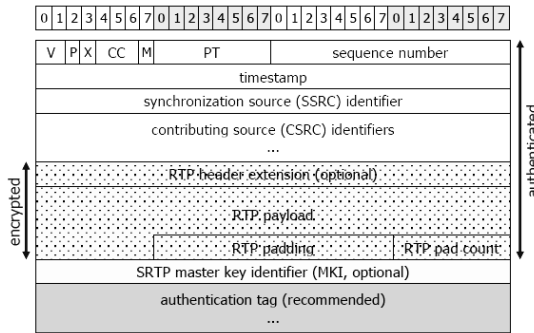 0 1 2 3 4 5 6 7 0 1 2 3 4 5 6 7 0 1 2 3 4 5 6 7 0 1 2 3 4 5 6 7
V P X CC M PT sequence number
timestamp
synchronization source (SSRC) identifier
contributing source (CSRC) identifiers
...
RTP header extension (optional)
RTP payload
RTP padding RTP pad count
SRTP master key identifier (MKI, optional)
authentication tag (recommended)
...
encrypted
authenticated